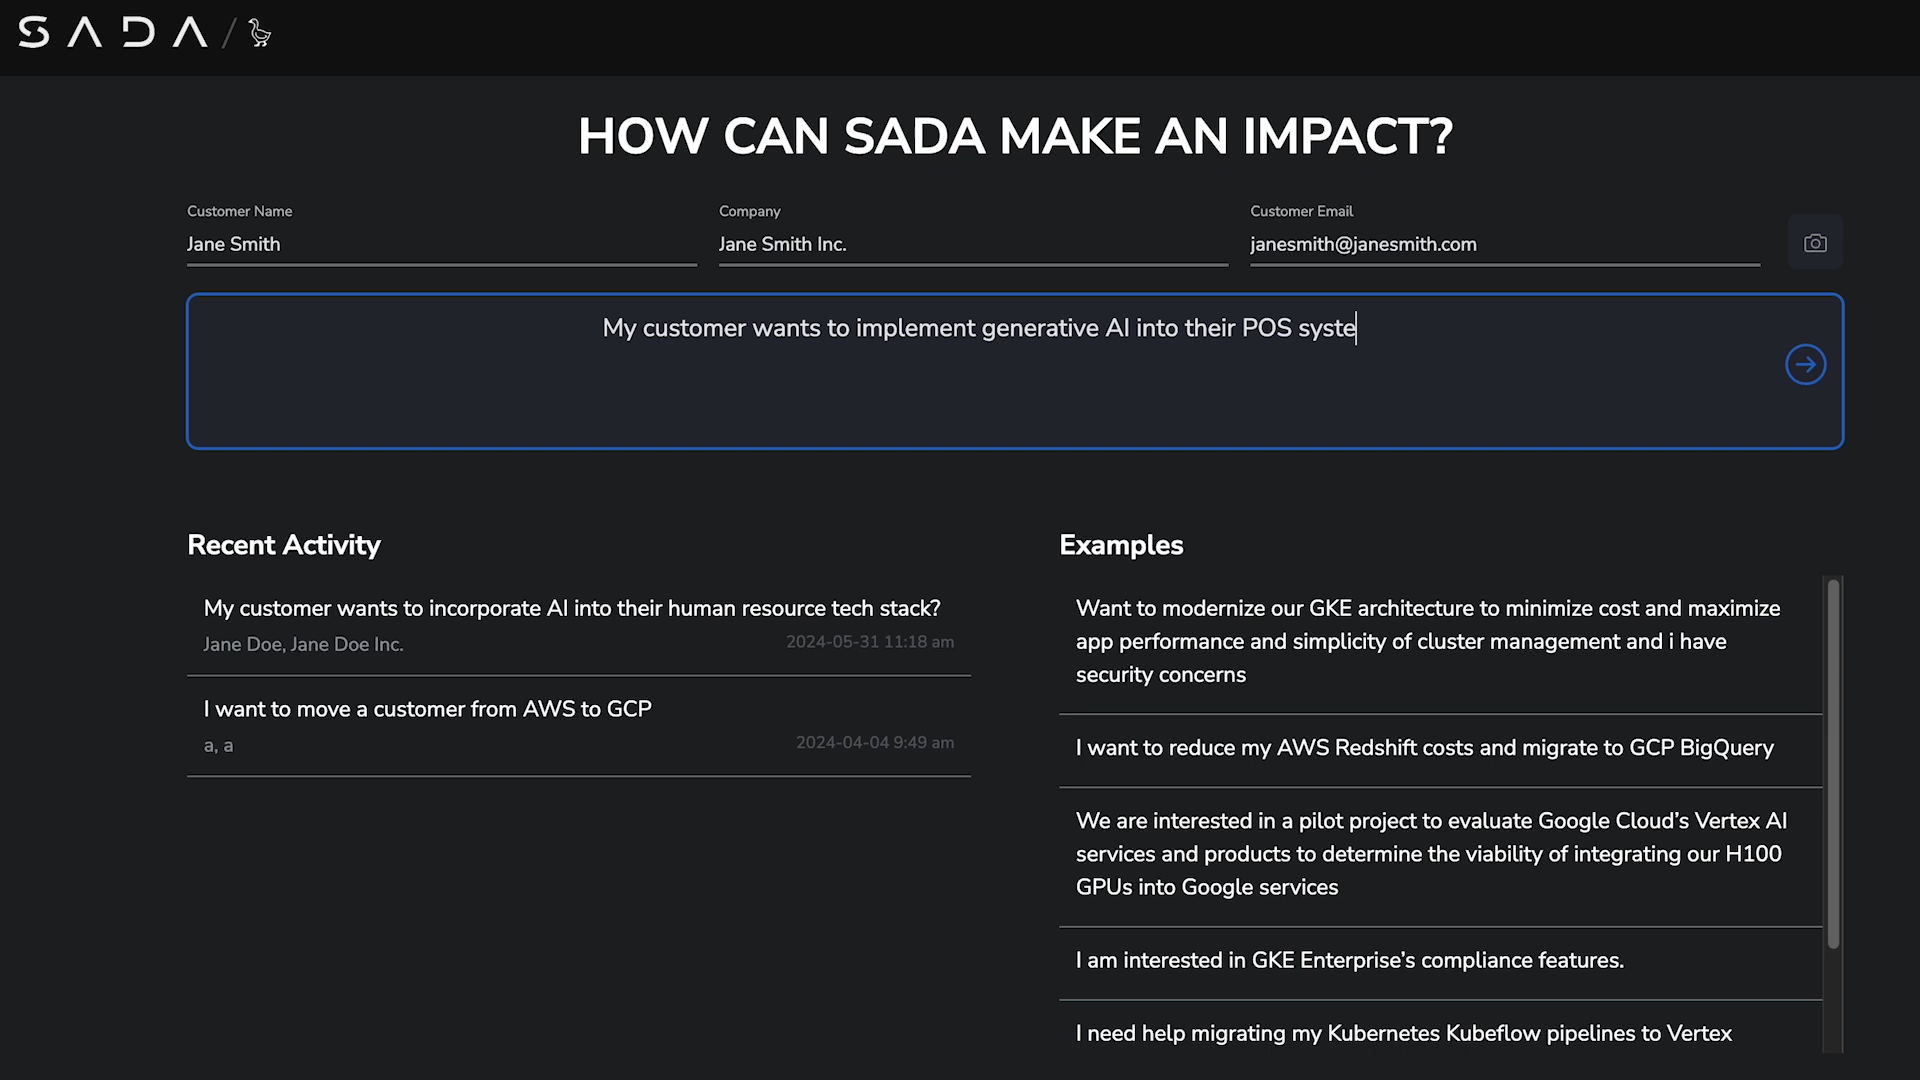 SADA /
HOW CAN SADA MAKE AN IMPACT?
Customer Name
Jane Smith
Company
Jane Smith Inc.
Customer Email
janesmith@janesmith.com
My customer wants to implement generative AI into their POS syste
Recent Activity
My customer wants to incorporate AI into their human resource tech stack?
Jane Doe, Jane Doe Inc.
2024-05-31 11:18 am
I want to move a customer from AWS to GCP
a, a
2024-04-04 9:49 am
Examples
Want to modernize our GKE architecture to minimize cost and maximize
app performance and simplicity of cluster management and i have
security concerns
I want to reduce my AWS Redshift costs and migrate to GCP BigQuery
We are interested in a pilot project to evaluate Google Cloud’s Vertex AI
services and products to determine the viability of integrating our H100
GPUs into Google services
I am interested in GKE Enterprise’s compliance features.
I need help migrating my Kubernetes Kubeflow pipelines to Vertex